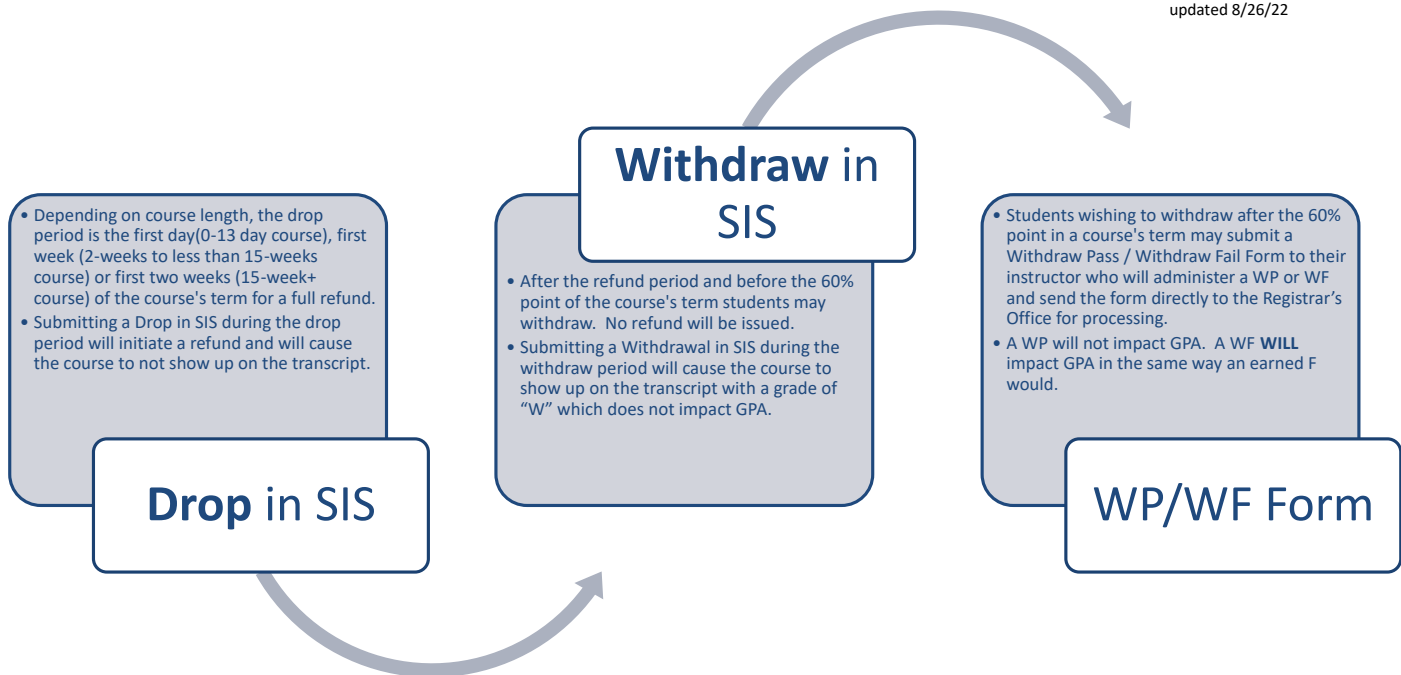 updated 8/26/22
• Depending on course length, the drop
period is the first day(0-13 day course), first
week (2-weeks to less than 15-weeks
course) or first two weeks (15-week+
course) of the course's term for a full refund.
• Submitting a Drop in SIS during the drop
period will initiate a refund and will cause
the course to not show up on the transcript.
Drop in SIS
Withdraw in
SIS
• After the refund period and before the 60%
point of the course's term students may
withdraw.  No refund will be issued.
• Submitting a Withdrawal in SIS during the
withdraw period will cause the course to
show up on the transcript with a grade of
“W” which does not impact GPA.
• Students wishing to withdraw after the 60%
point in a course's term may submit a
Withdraw Pass / Withdraw Fail Form to their
instructor who will administer a WP or WF
and send the form directly to the Registrar’s
Office for processing.
• A WP will not impact GPA.  A WF WILL
impact GPA in the same way an earned F
would.
WP/WF Form